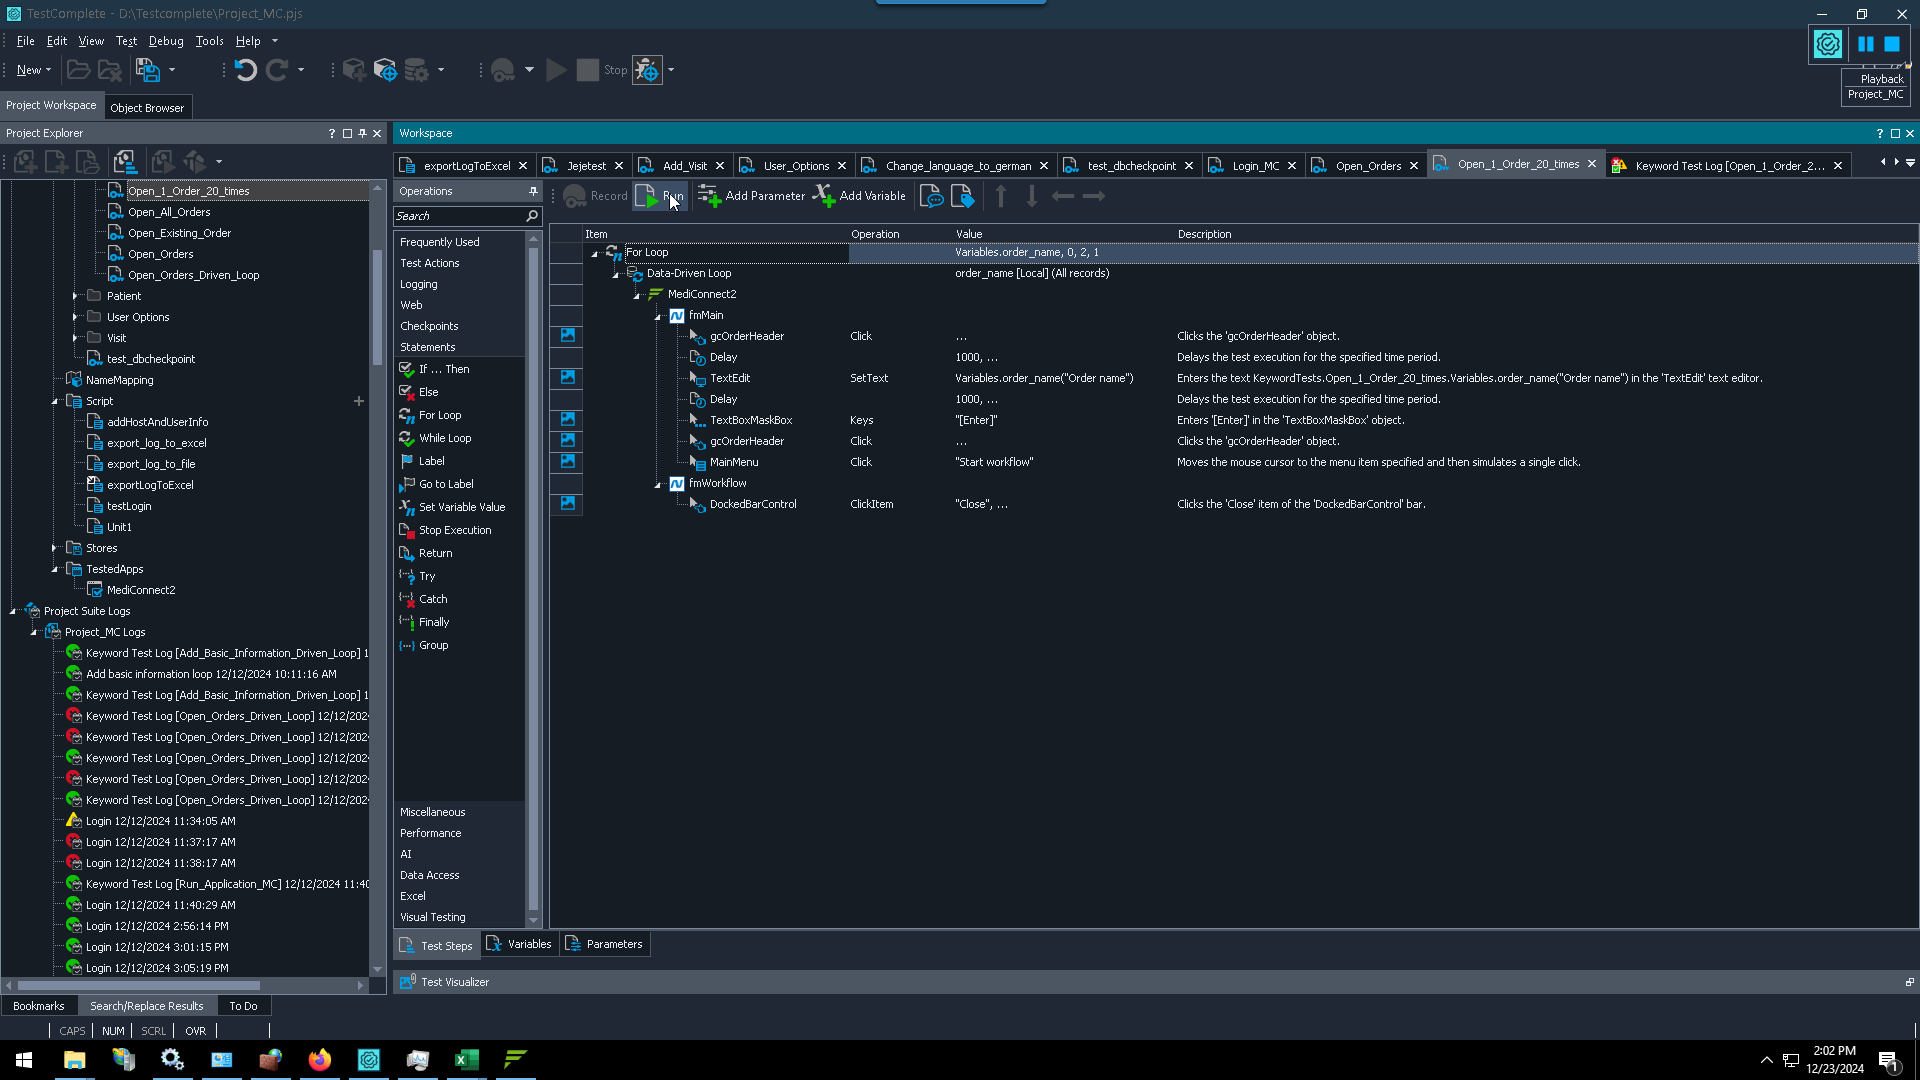 TestComplete - D:\Testcomplete\Project_MC.pjs
File Edit View Test Debug Tools Help
New Stop
Playback
Project_MC
Project Workspace Object Browser
Project Explorer ?
Workspace ?
exportLogToExcel Jejetest Add_Visit User_Options Change_language_to_german test_dbcheckpoint Login_MC Open_Orders Open_1_Order_20_times Keyword Test Log [Open_1_Order_2...
Open_1_Order_20_times
Open_All_Orders
Open_Existing_Order
Open_Orders
Open_Orders_Driven_Loop
Patient
User Options
Visit
test_dbcheckpoint
NameMapping
Script
addHostAndUserInfo
export_log_to_excel
export_log_to_file
exportLogToExcel
testLogin
Unit1
Stores
TestedApps
MediConnect2
Project Suite Logs
Project_MC Logs
Keyword Test Log [Add_Basic_Information_Driven_Loop] 1
Add basic information loop 12/12/2024 10:11:16 AM
Keyword Test Log [Add_Basic_Information_Driven_Loop] 1
Keyword Test Log [Open_Orders_Driven_Loop] 12/12/202
Keyword Test Log [Open_Orders_Driven_Loop] 12/12/202
Keyword Test Log [Open_Orders_Driven_Loop] 12/12/202
Keyword Test Log [Open_Orders_Driven_Loop] 12/12/202
Keyword Test Log [Open_Orders_Driven_Loop] 12/12/202
Login 12/12/2024 11:34:05 AM
Login 12/12/2024 11:37:17 AM
Login 12/12/2024 11:38:17 AM
Keyword Test Log [Run_Application_MC] 12/12/2024 11:40
Login 12/12/2024 11:40:29 AM
Login 12/12/2024 2:56:14 PM
Login 12/12/2024 3:01:15 PM
Login 12/12/2024 3:05:19 PM
Operations
Search
Frequently Used
Test Actions
Logging
Web
Checkpoints
Statements
If ... Then
Else
For Loop
While Loop
Label
Go to Label
Set Variable Value
Stop Execution
Return
Try
Catch
Finally
Group
Miscellaneous
Performance
AI
Data Access
Excel
Visual Testing
Record Run Add Parameter Add Variable
Item Operation Value Description
For Loop Variables.order_name, 0, 2, 1
Data-Driven Loop order_name [Local] (All records)
MediConnect2
fmMain
gcOrderHeader Click ... Clicks the 'gcOrderHeader' object.
Delay 1000, ... Delays the test execution for the specified time period.
TextEdit SetText Variables.order_name("Order name") Enters the text KeywordTests.Open_1_Order_20_times.Variables.order_name("Order name") in the 'TextEdit' text editor.
Delay 1000, ... Delays the test execution for the specified time period.
TextBoxMaskBox Keys "[Enter]" Enters '[Enter]' in the 'TextBoxMaskBox' object.
gcOrderHeader Click ... Clicks the 'gcOrderHeader' object.
MainMenu Click "Start workflow" Moves the mouse cursor to the menu item specified and then simulates a single click.
fmWorkflow
DockedBarControl ClickItem "Close", ... Clicks the 'Close' item of the 'DockedBarControl' bar.
Test Steps Variables Parameters
Test Visualizer
Bookmarks Search/Replace Results To Do
CAPS NUM SCRL OVR
2:02 PM
12/23/2024
1